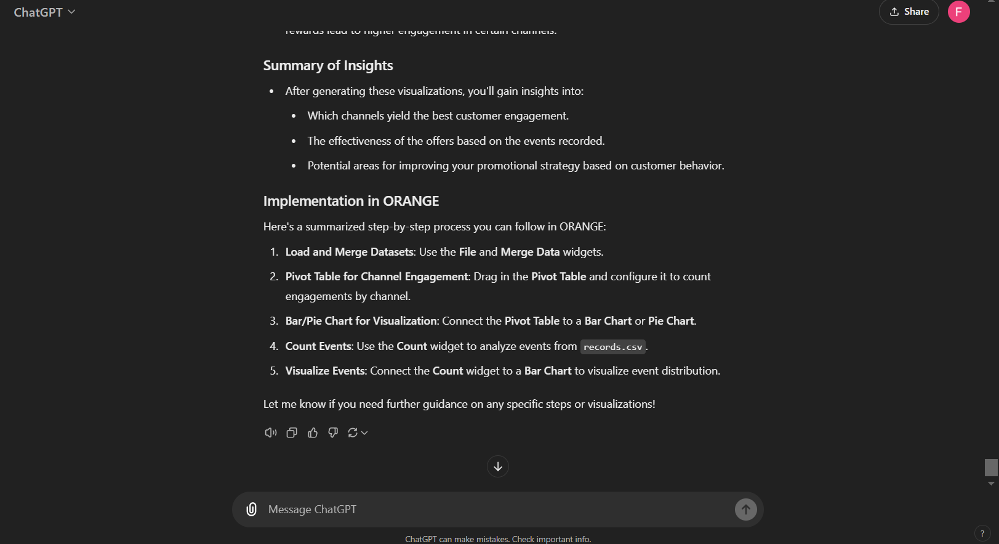 ChatGPT
Share
F
rewards lead to higher engagement in certain channels.
Summary of Insights
• After generating these visualizations, you'll gain insights into:
• Which channels yield the best customer engagement.
• The effectiveness of the offers based on the events recorded.
• Potential areas for improving your promotional strategy based on customer behavior.
Implementation in ORANGE
Here's a summarized step-by-step process you can follow in ORANGE:
1. Load and Merge Datasets: Use the File and Merge Data widgets.
2. Pivot Table for Channel Engagement: Drag in the Pivot Table and configure it to count
engagements by channel.
3. Bar/Pie Chart for Visualization: Connect the Pivot Table to a Bar Chart or Pie Chart.
4. Count Events: Use the Count widget to analyze events from records.csv.
5. Visualize Events: Connect the Count widget to a Bar Chart to visualize event distribution.
Let me know if you need further guidance on any specific steps or visualizations!
Message ChatGPT
ChatGPT can make mistakes. Check important info.
?